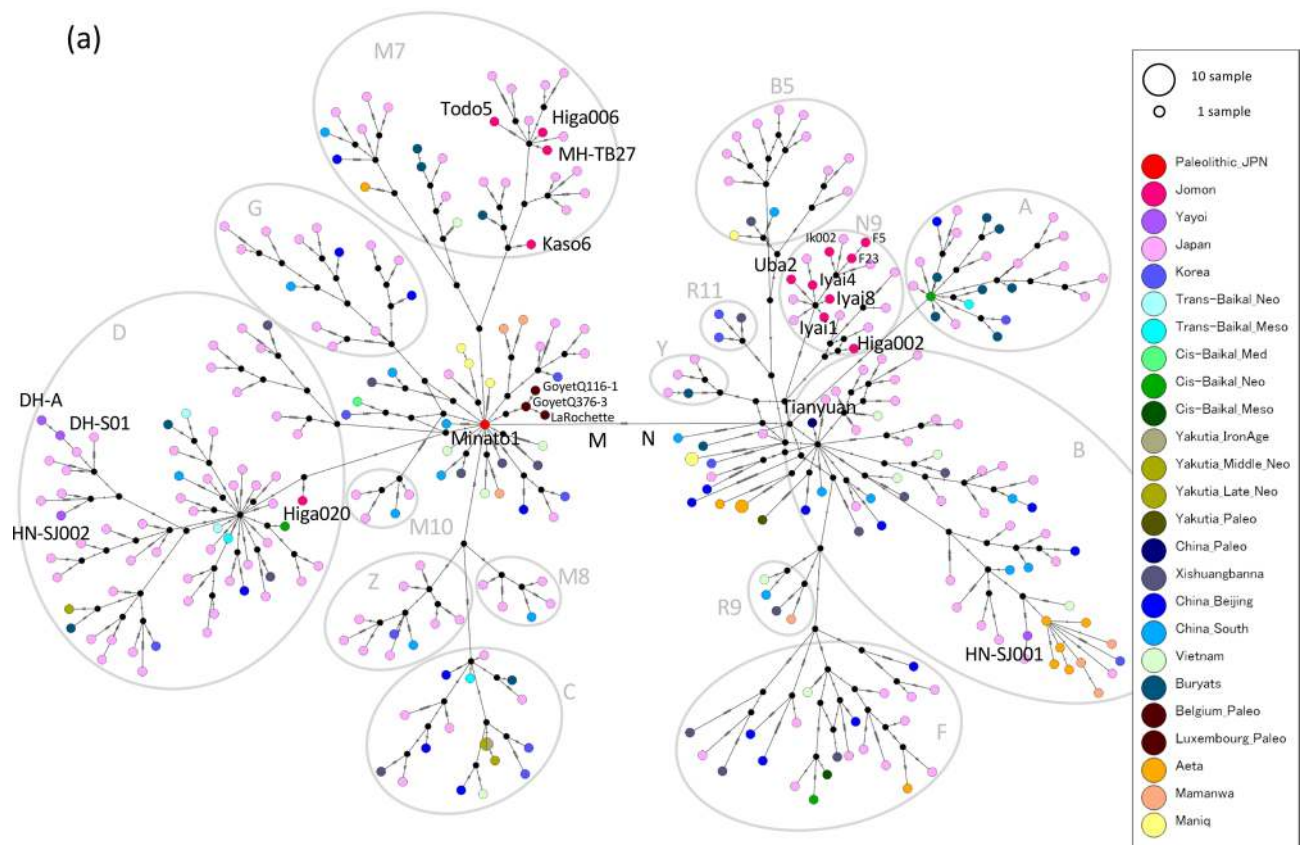 (a)
M7
B5
Todo5
Higa006
MH-TB27
G
N9
A
Ik002
F5
F23
Kaso6
Uba2
Iyai4
R11
Iyai8
D
Iyai1
Y
Higa002
GoyetQ116-1
GoyetQ376-3
LaRochette
Tianyuan
DH-A
DH-S01
Minato1
M
N
B
Higa020
HN-SJ002
M10
M8
Z
R9
HN-SJ001
C
F
10 sample
1 sample
Paleolithic_JPN
Jomon
Yayoi
Japan
Korea
Trans-Baikal_Neo
Trans-Baikal_Meso
Cis-Baikal_Med
Cis-Baikal_Neo
Cis-Baikal_Meso
Yakutia_IronAge
Yakutia_Middle_Neo
Yakutia_Late_Neo
Yakutia_Paleo
China_Paleo
Xishuangbanna
China_Beijing
China_South
Vietnam
Buryats
Belgium_Paleo
Luxembourg_Paleo
Aeta
Mamanwa
Maniq